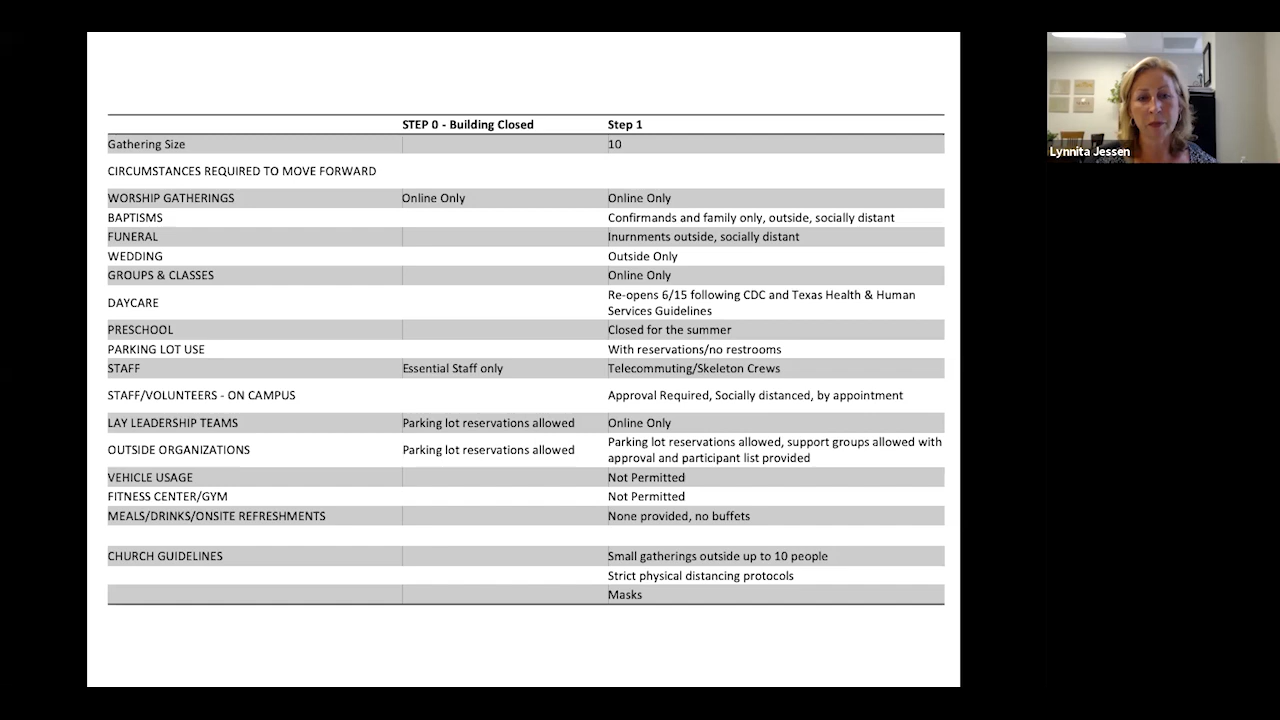 STEP 0 - Building Closed Step 1
Gathering Size 10
CIRCUMSTANCES REQUIRED TO MOVE FORWARD
WORSHIP GATHERINGS Online Only Online Only
BAPTISMS Confirmands and family only, outside, socially distant
FUNERAL Inurnments outside, socially distant
WEDDING Outside Only
GROUPS & CLASSES Online Only
DAYCARE Re-opens 6/15 following CDC and Texas Health & Human
Services Guidelines
PRESCHOOL Closed for the summer
PARKING LOT USE With reservations/no restrooms
STAFF Essential Staff only Telecommuting/Skeleton Crews
STAFF/VOLUNTEERS - ON CAMPUS Approval Required, Socially distanced, by appointment
LAY LEADERSHIP TEAMS Parking lot reservations allowed Online Only
OUTSIDE ORGANIZATIONS Parking lot reservations allowed Parking lot reservations allowed, support groups allowed with
approval and participant list provided
VEHICLE USAGE Not Permitted
FITNESS CENTER/GYM Not Permitted
MEALS/DRINKS/ONSITE REFRESHMENTS None provided, no buffets
CHURCH GUIDELINES Small gatherings outside up to 10 people
Strict physical distancing protocols
Masks
Lynnita Jessen